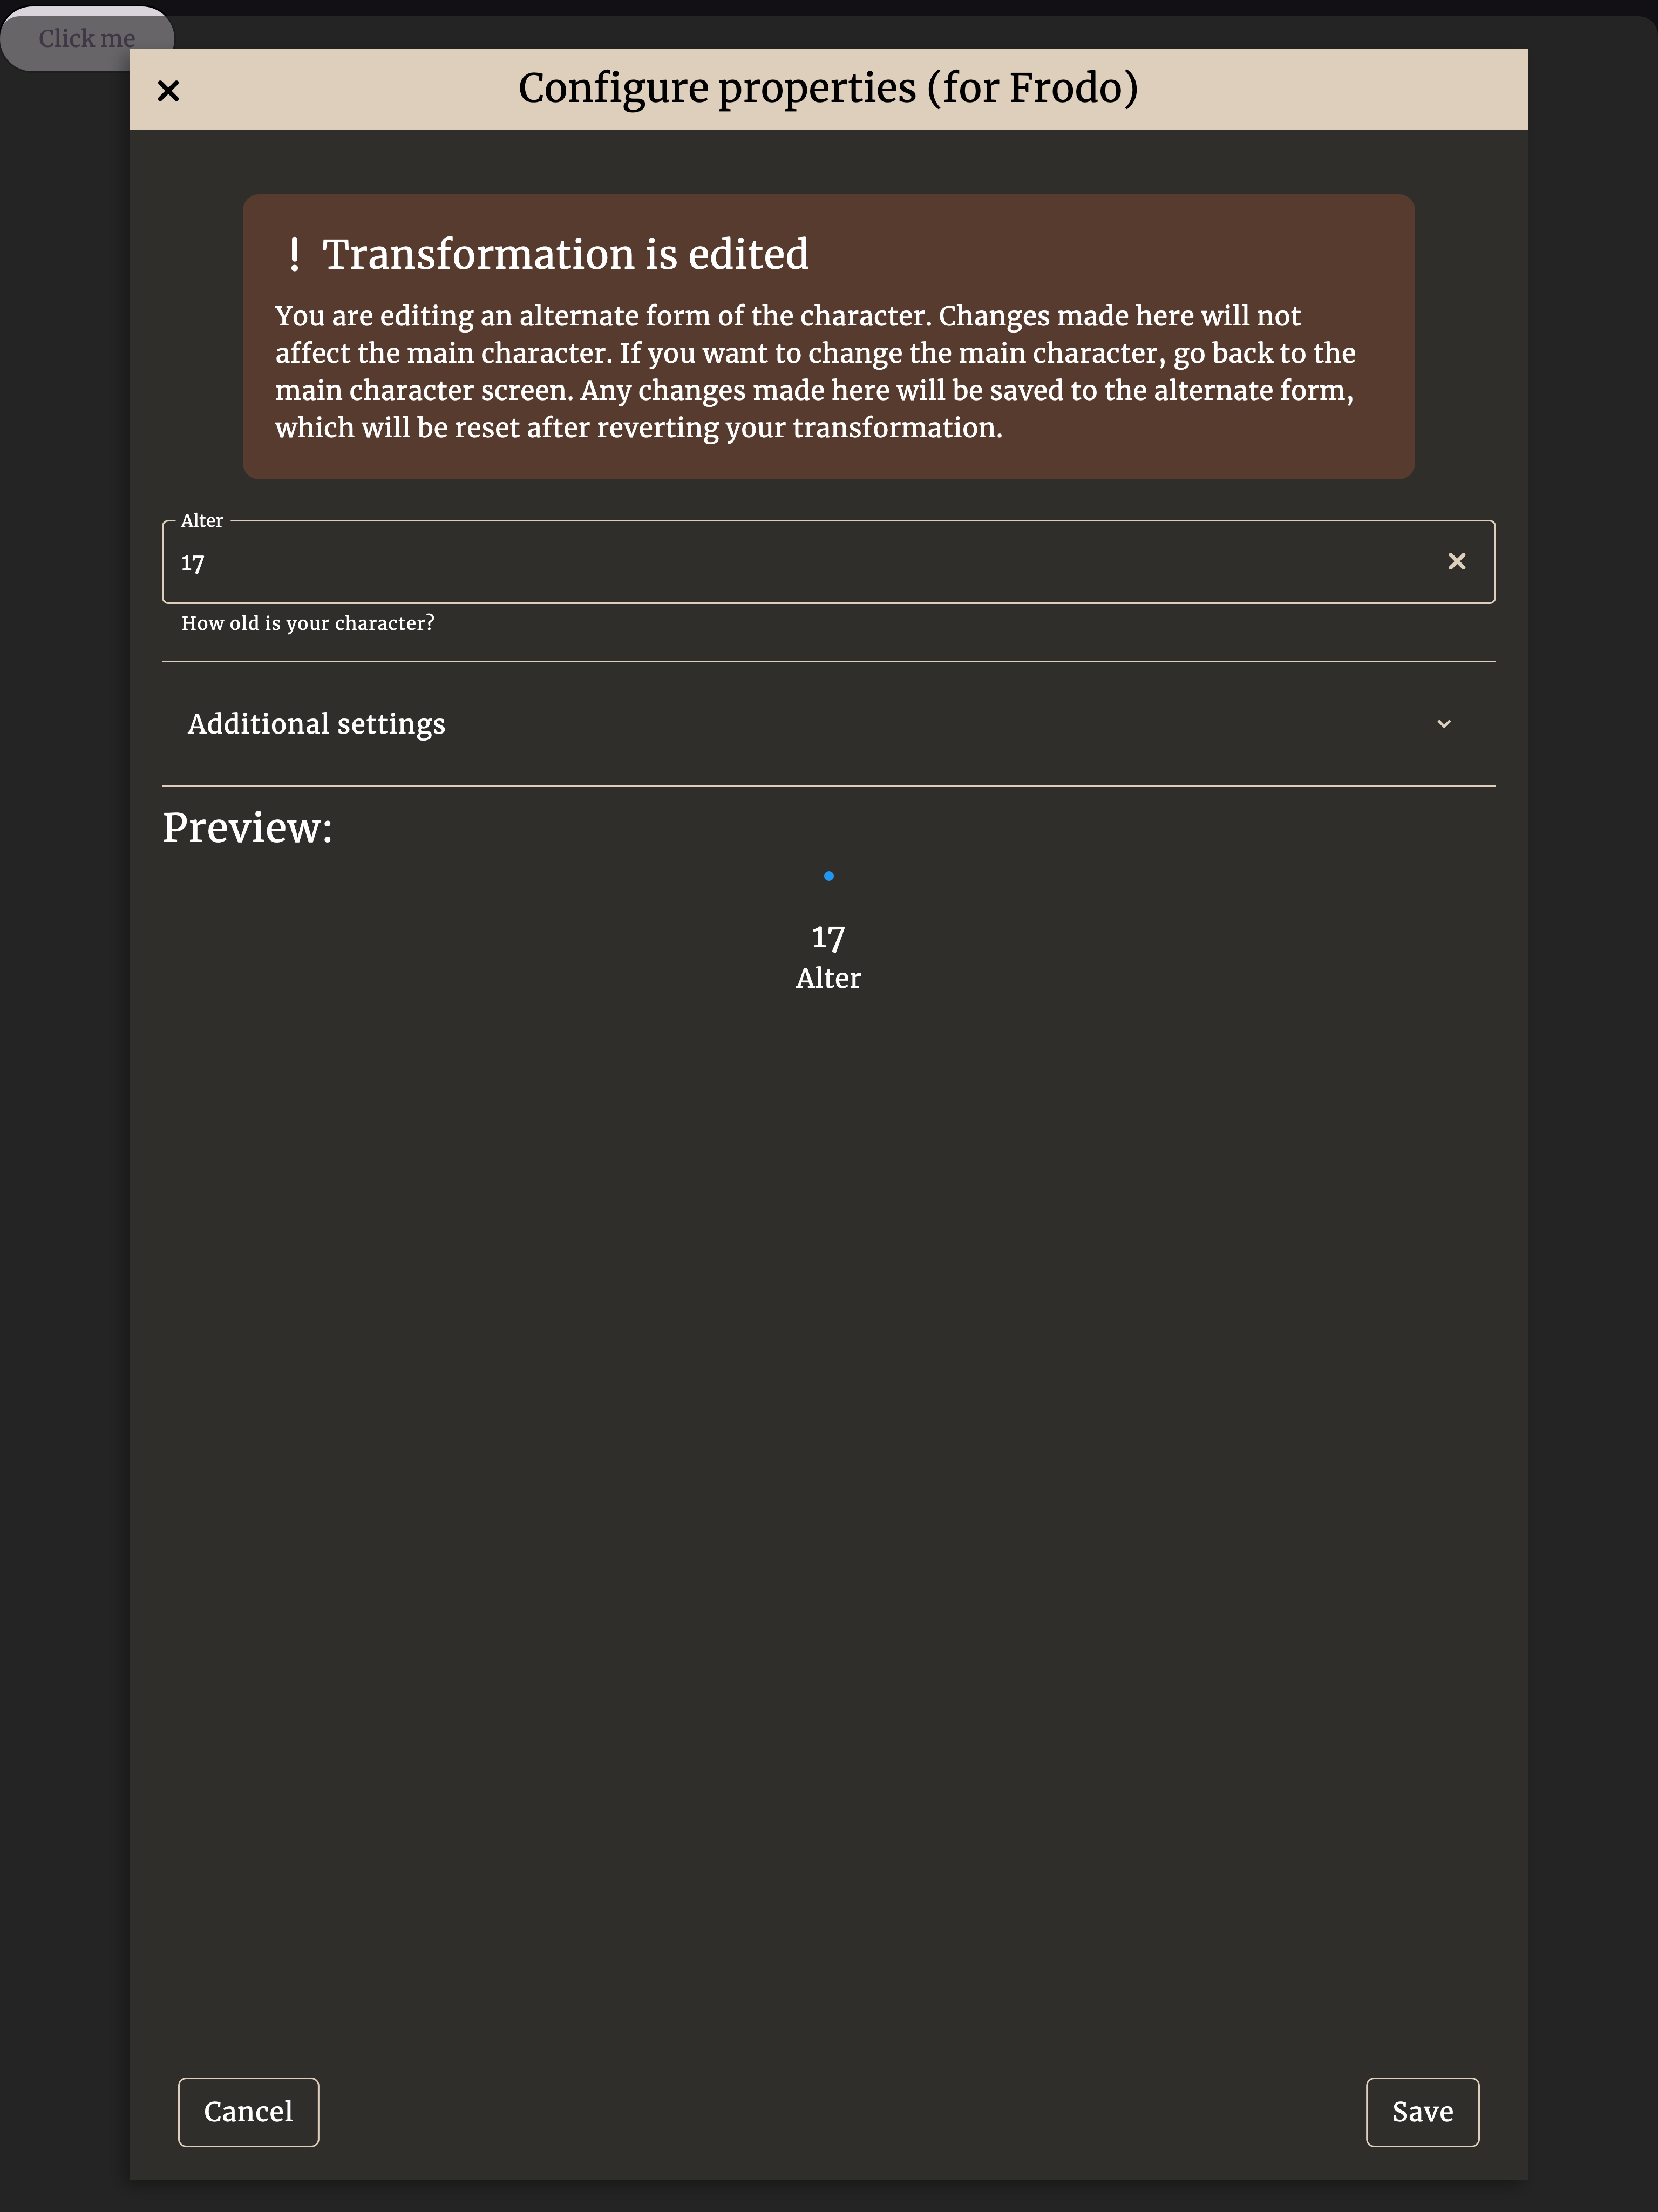 Click me
Configure properties (for Frodo)
! Transformation is edited
You are editing an alternate form of the character. Changes made here will not
affect the main character. If you want to change the main character, go back to the
main character screen. Any changes made here will be saved to the alternate form,
which will be reset after reverting your transformation.
Alter
17
How old is your character?
Additional settings
Preview:
17
Alter
Cancel
Save